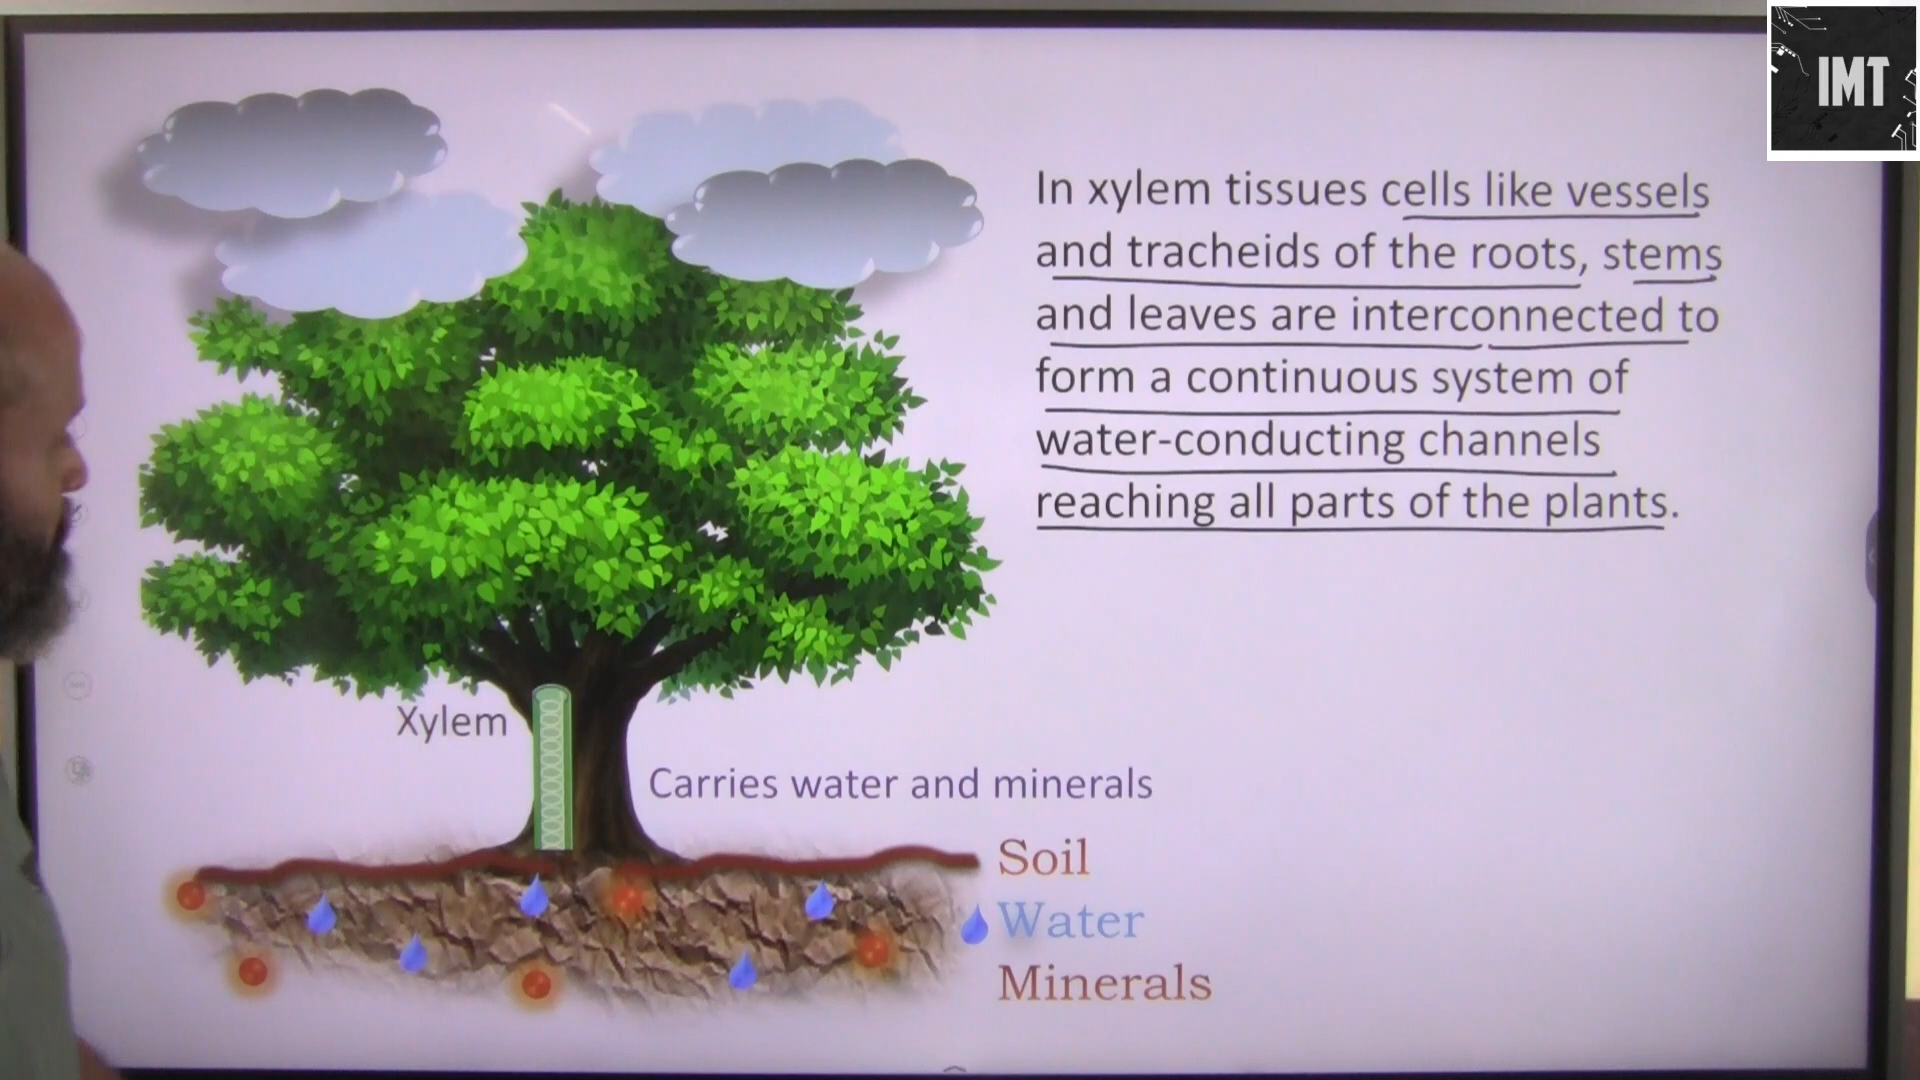 IMT
In xylem tissues cells like vessels
and tracheids of the roots, stems
and leaves are interconnected to
form a continuous system of
water-conducting channels
reaching all parts of the plants.
Xylem
Carries water and minerals
Soil
Water
Minerals